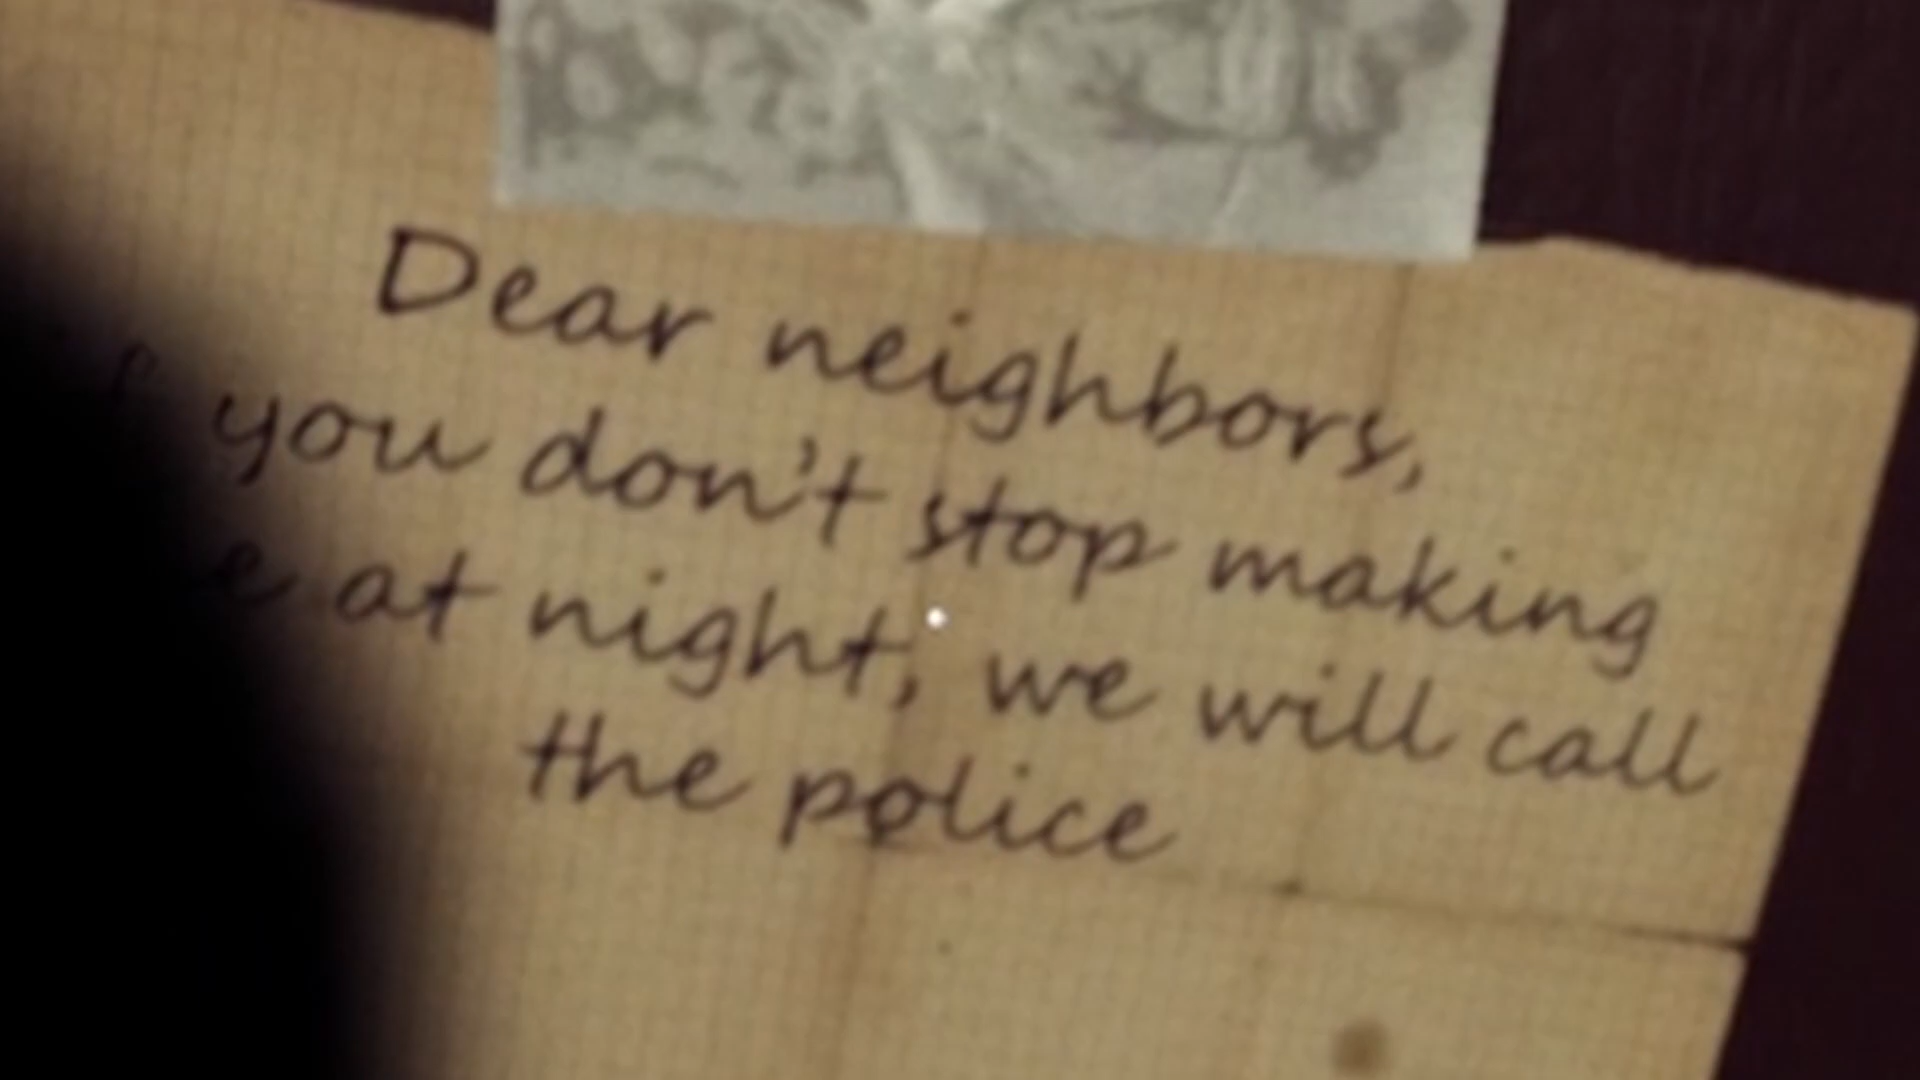 Dear neighbors,
you don't stop making
at night, we will call
the police